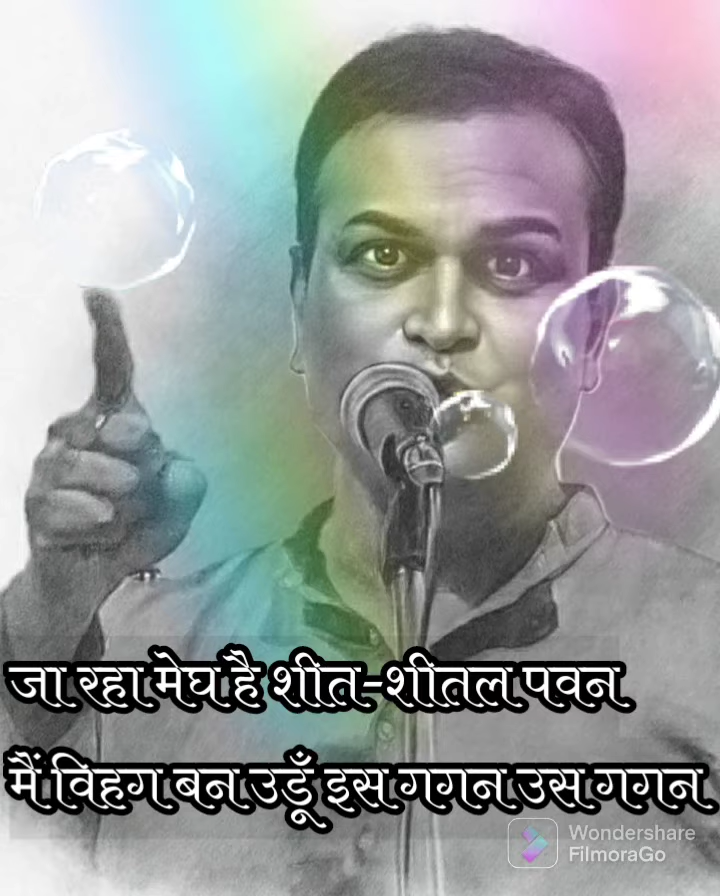 जा रहा मेघ है शीत-शीतल पवन
मैं विहग बन उडूँ इस गगन उस गगन
Wondershare
FilmoraGo